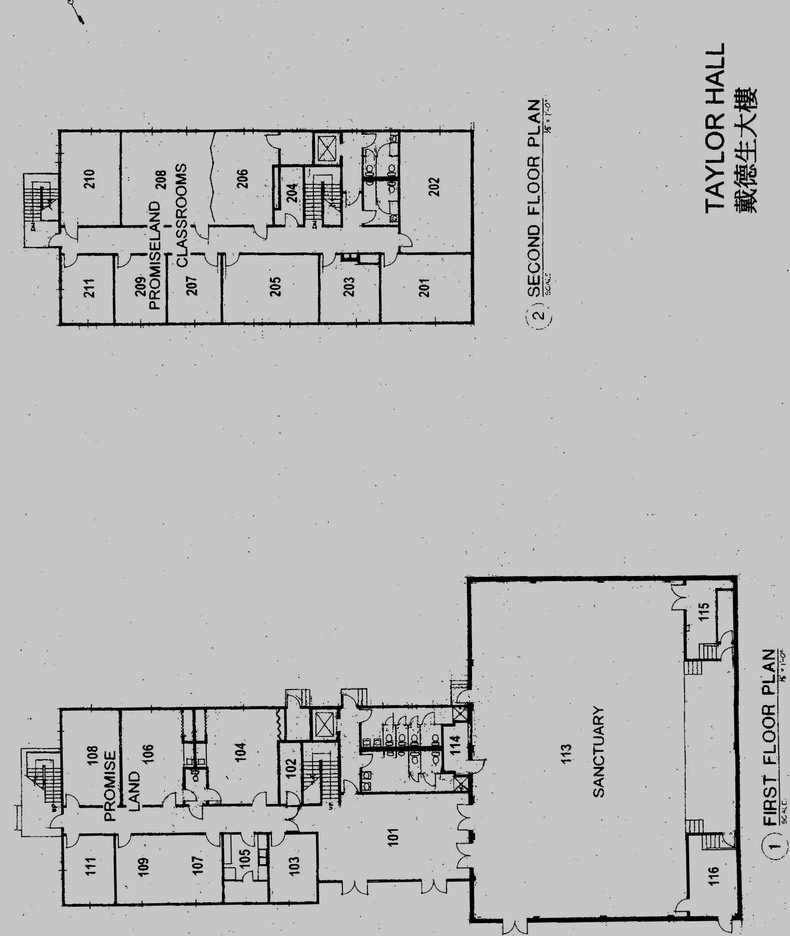 TAYLOR HALL
戴德生大樓
210
208
206
204
202
PROMISELAND
CLASSROOMS
211
209
207
205
203
201
2 SECOND FLOOR PLAN
SCALE
108
106
104
102
114
115
PROMISE
LAND
113
SANCTUARY
111
109
107
105
103
101
116
1 FIRST FLOOR PLAN
SCALE